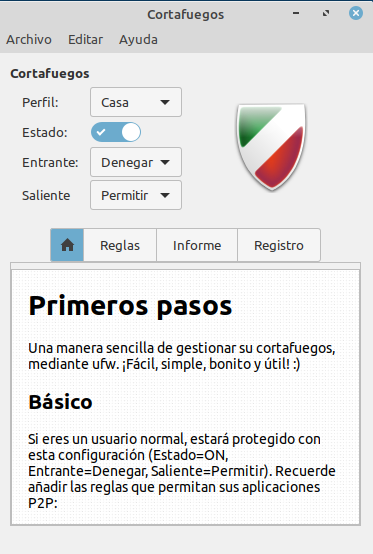 Cortafuegos
Archivo Editar Ayuda
Cortafuegos
Perfil: Casa
Estado:
Entrante: Denegar
Saliente Permitir
Reglas Informe Registro
Primeros pasos
Una manera sencilla de gestionar su cortafuegos,
mediante ufw. ¡Fácil, simple, bonito y útil! :)
Básico
Si eres un usuario normal, estará protegido con
esta configuración (Estado=ON,
Entrante=Denegar, Saliente=Permitir). Recuerde
añadir las reglas que permitan sus aplicaciones
P2P: